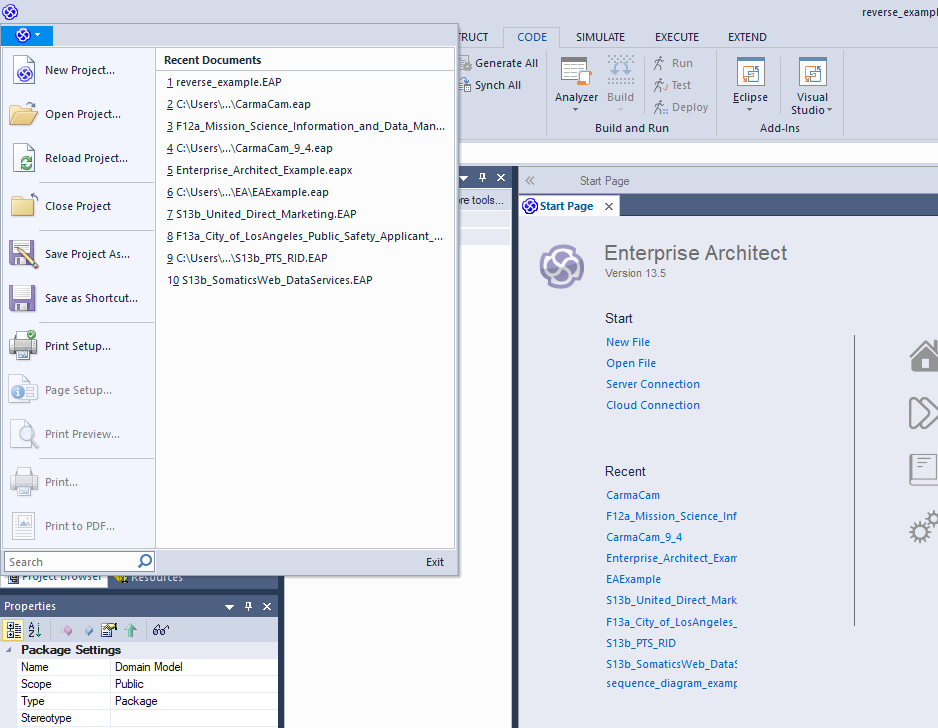 reverse_exampl
TRUCT
CODE
SIMULATE
EXECUTE
EXTEND
Generate All
Synch All
Analyzer
Build
Run
Test
Deploy
Build and Run
Eclipse
Visual
Studio
Add-Ins
New Project...
Open Project...
Reload Project...
Close Project
Save Project As...
Save as Shortcut...
Print Setup...
Page Setup...
Print Preview...
Print...
Print to PDF...
Search
Exit
Recent Documents
1 reverse_example.EAP
2 C:\Users\...\CarmaCam.eap
3 F12a_Mission_Science_Information_and_Data_Man...
4 C:\Users\...\CarmaCam_9_4.eap
5 Enterprise_Architect_Example.eapx
6 C:\Users\...\EA\EAExample.eap
7 S13b_United_Direct_Marketing.EAP
8 F13a_City_of_LosAngeles_Public_Safety_Applicant_...
9 C:\Users\...\S13b_PTS_RID.EAP
10 S13b_SomaticsWeb_DataServices.EAP
ore tools...
Start Page
Start Page
Enterprise Architect
Version 13.5
Start
New File
Open File
Server Connection
Cloud Connection
Recent
CarmaCam
F12a_Mission_Science_Inf
CarmaCam_9_4
Enterprise_Architect_Exam
EAExample
S13b_United_Direct_Mark
F13a_City_of_LosAngeles_
S13b_PTS_RID
S13b_SomaticsWeb_DataS
sequence_diagram_examp
Project Browser
Resources
Properties
Package Settings
Name Domain Model
Scope Public
Type Package
Stereotype